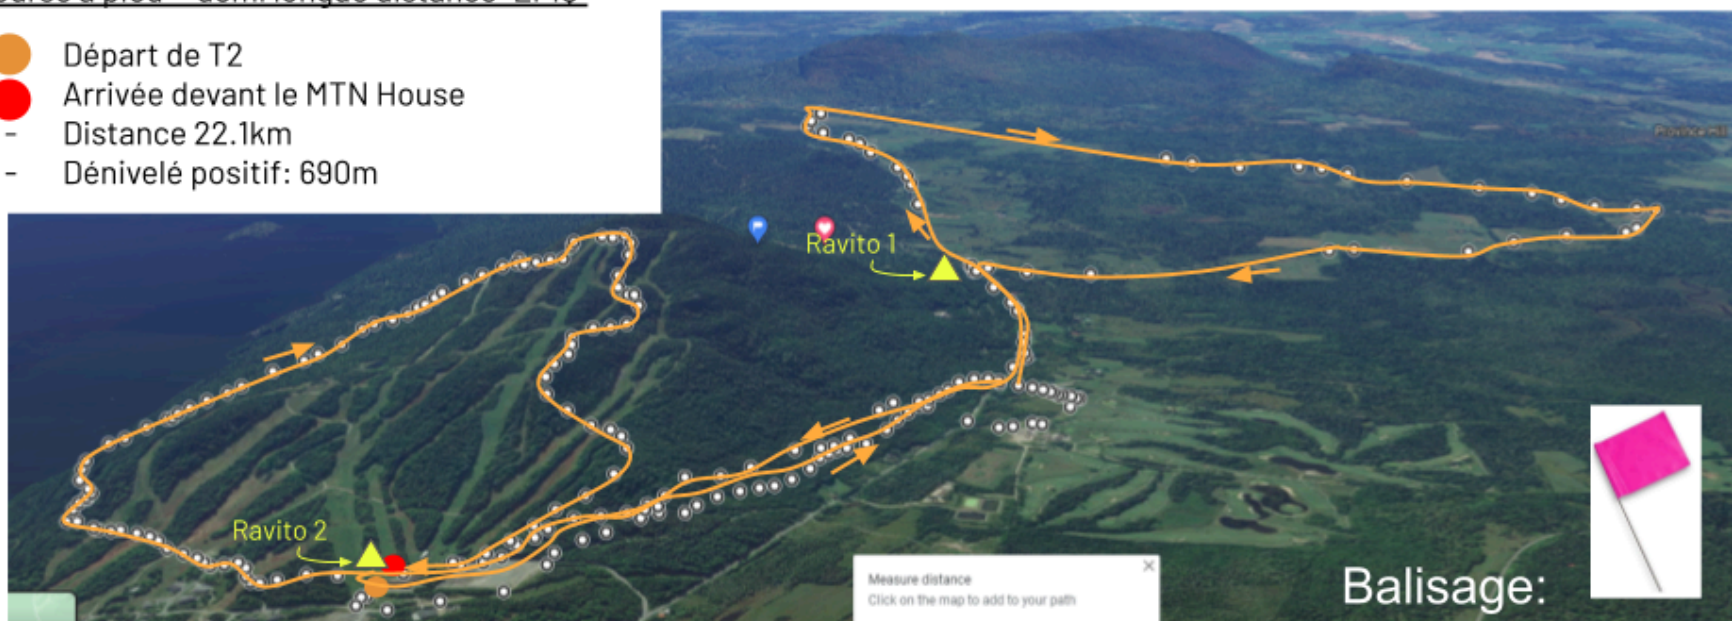 Départ de T2
Arrivée devant le MTN House
- Distance 22.1km
- Dénivelé positif: 690m
Ravito 1
Ravito 2
Measure distance
Click on the map to add to your path
Balisage: